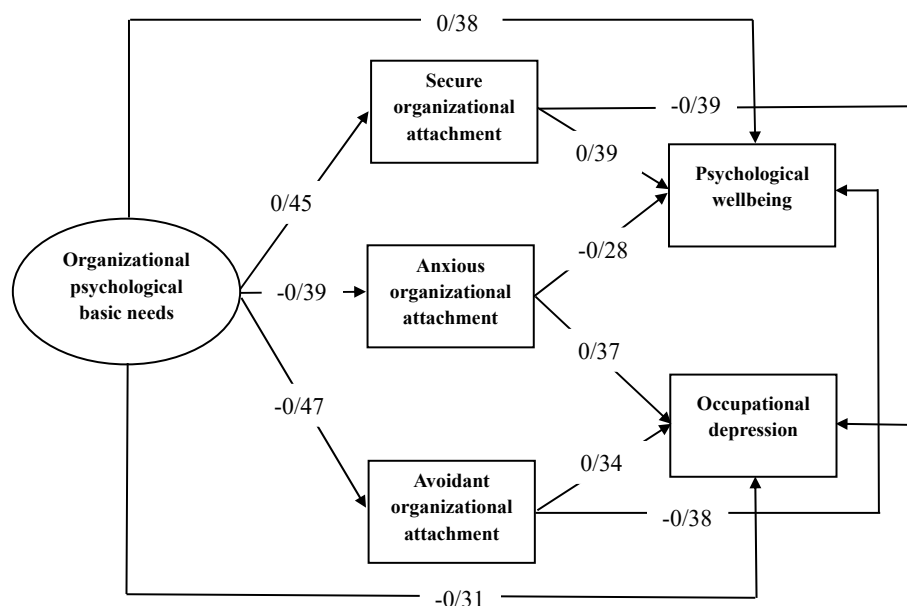 0/38
Secure
organizational
attachment
-0/39
0/39
Psychological
wellbeing
0/45
Organizational
psychological
basic needs
-0/39
Anxious
organizational
attachment
-0/28
0/37
-0/47
Occupational
depression
0/34
Avoidant
organizational
attachment
-0/38
-0/31